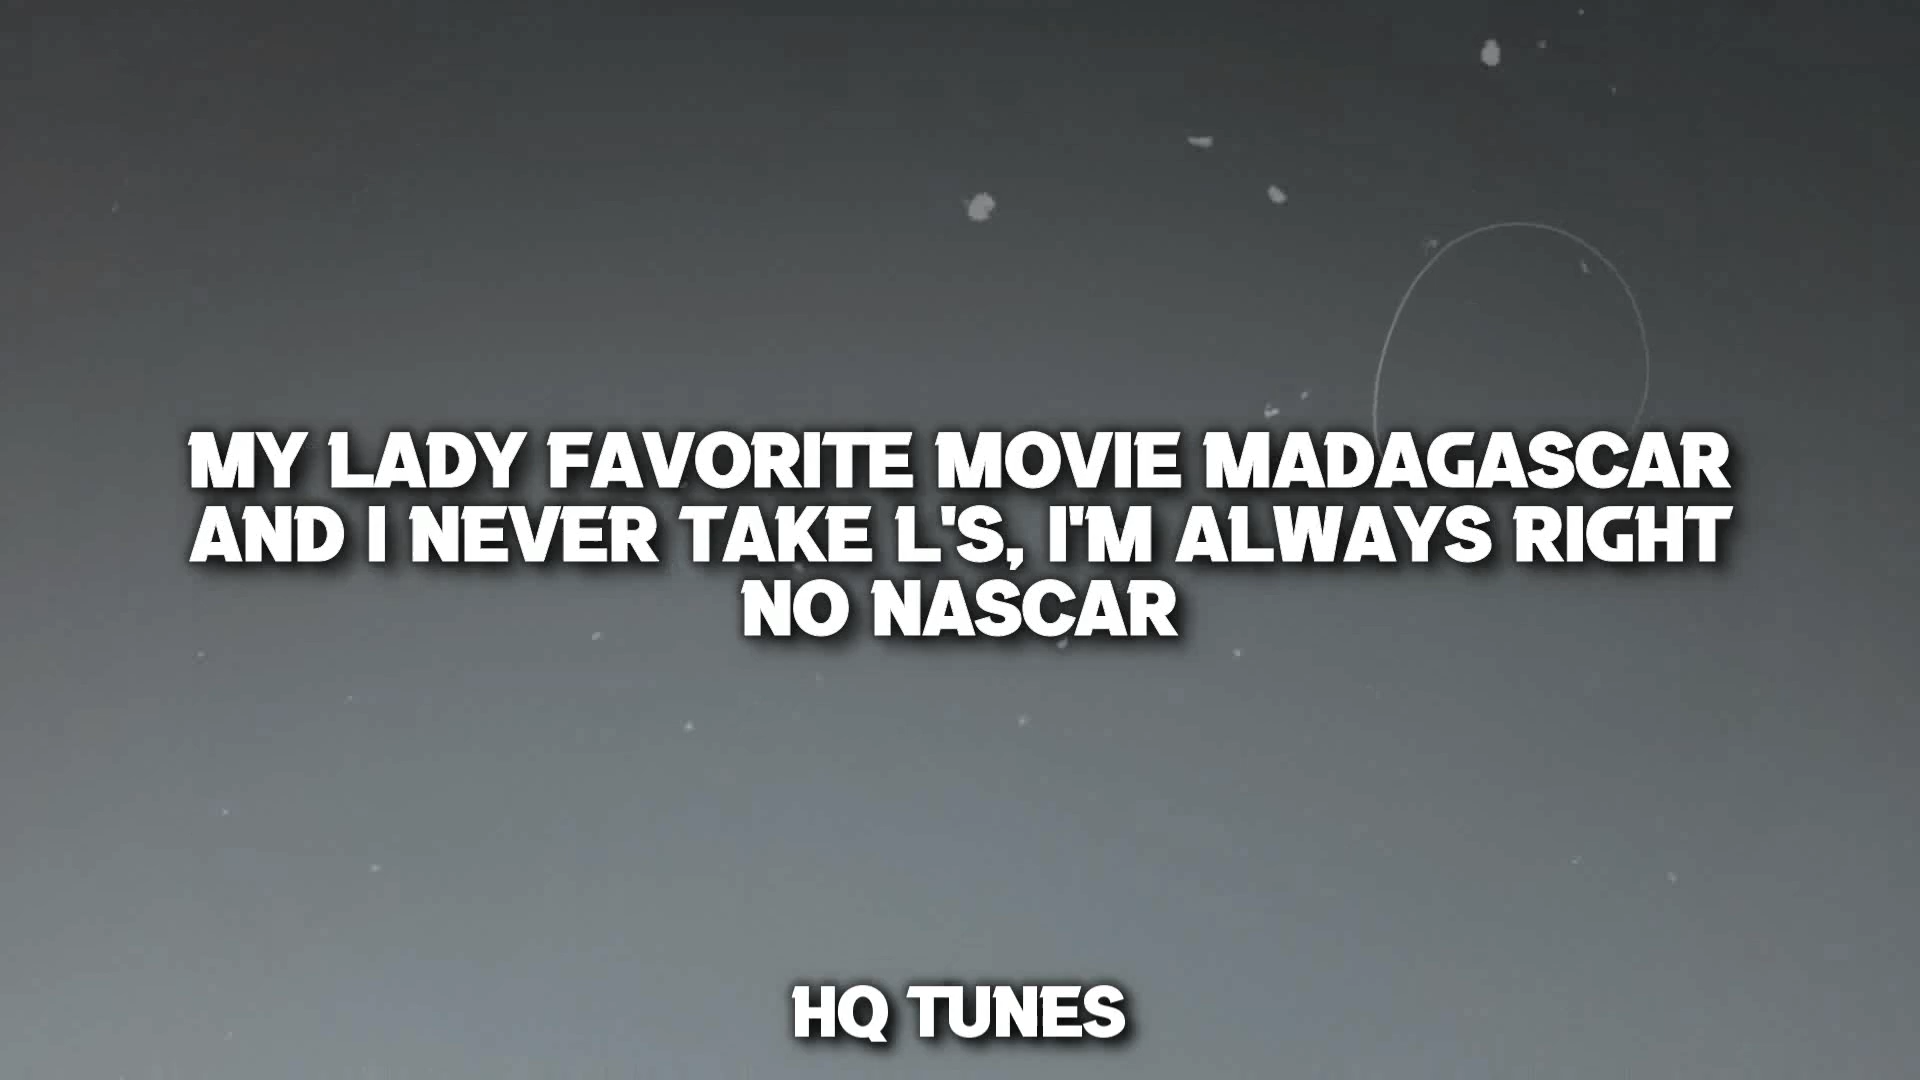 MY LADY FAVORITE MOVIE MADAGASCAR
AND I NEVER TAKE L'S, I'M ALWAYS RIGHT
NO NASCAR
HQ TUNES